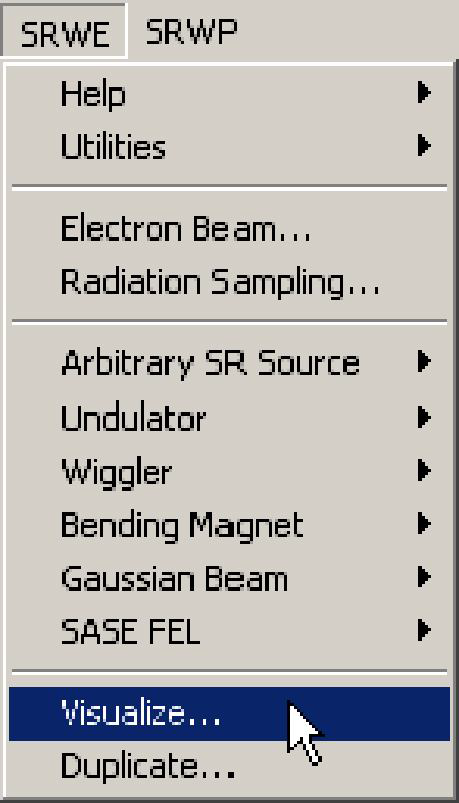 SRWE SRWP
Help
Utilities
Electron Beam...
Radiation Sampling...
Arbitrary SR Source
Undulator
Wiggler
Bending Magnet
Gaussian Beam
SASE FEL
Visualize...
Duplicate...